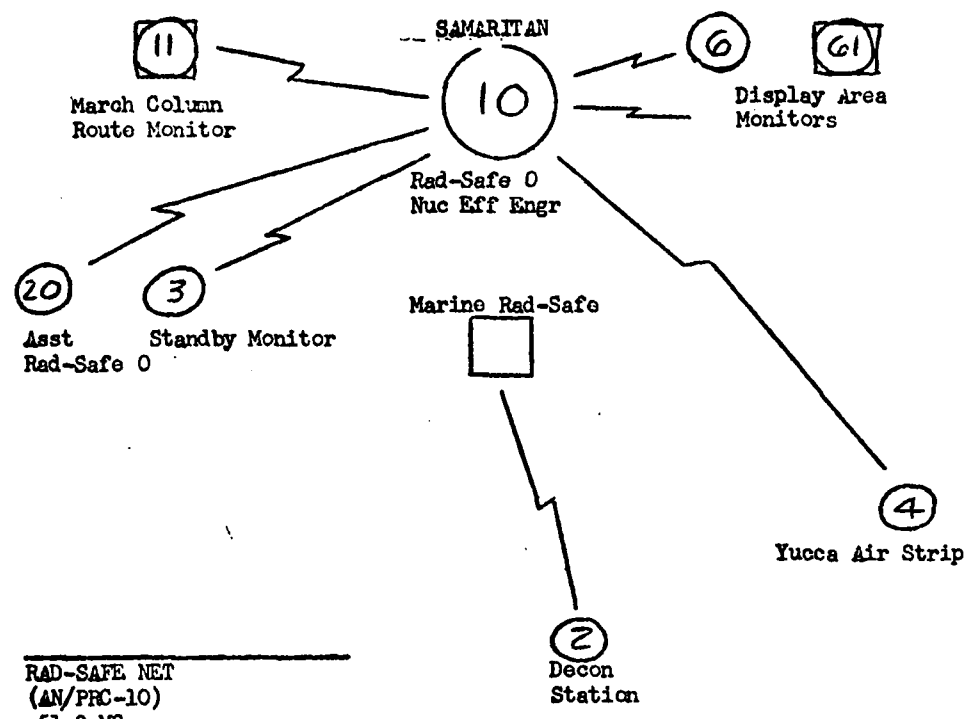 SAMARITAN
11
10
6
61
March Column
Route Monitor
Display Area
Monitors
Rad-Safe O
Nuc Eff Engr
20
3
Asst
Rad-Safe O
Standby Monitor
Marine Rad-Safe
4
Yucca Air Strip
2
Decon
Station
RAD-SAFE NET
(AN/PRC-10)